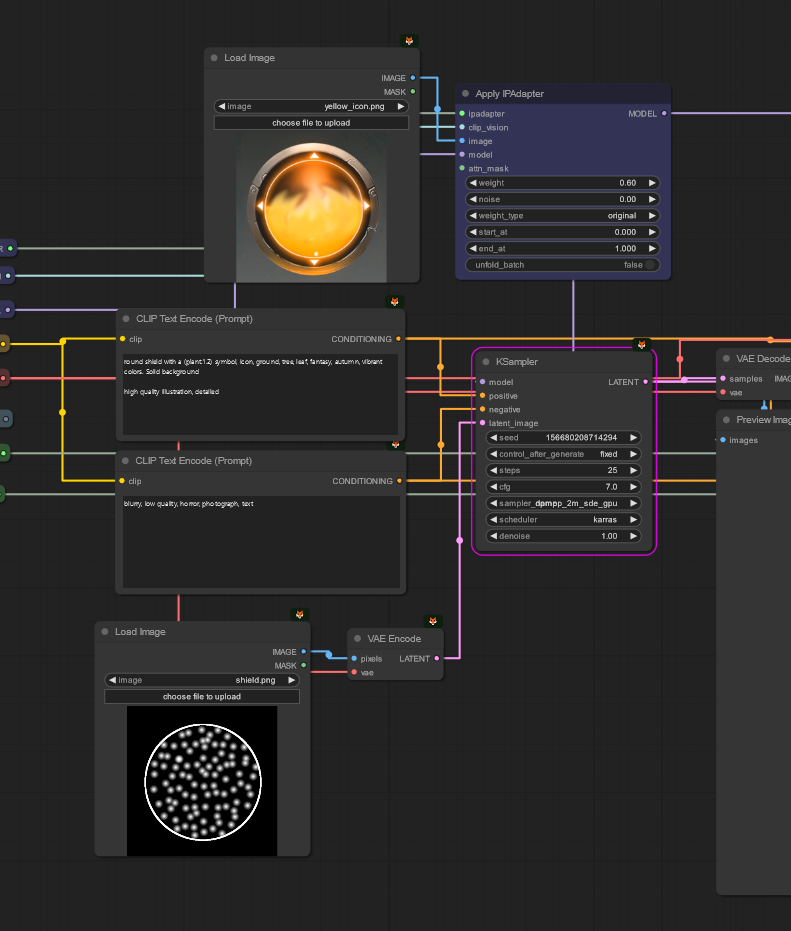 Load Image
IMAGE
MASK
image yellow_icon.png
choose file to upload
Apply IPAdapter
ipadapter MODEL
clip_vision
image
model
attn_mask
weight 0.60
noise 0.00
weight_type original
start_at 0.000
end_at 1.000
unfold_batch false
CLIP Text Encode (Prompt)
clip CONDITIONING
round shield with a (plant:1.2) symbol, icon, ground, tree, leaf, fantasy, autumn, vibrant
colors. Solid background
high quality illustration, detailed
CLIP Text Encode (Prompt)
clip CONDITIONING
blurry, low quality, horror, photograph, text
KSampler
model LATENT
positive
negative
latent_image
seed 156680208714294
control_after_generate fixed
steps 25
cfg 7.0
sampler_ dpmpp_2m_sde_gpu
scheduler karras
denoise 1.00
VAE Decode
samples IMAG
vae
Preview Imag
images
Load Image
IMAGE
MASK
image shield.png
choose file to upload
VAE Encode
pixels LATENT
vae